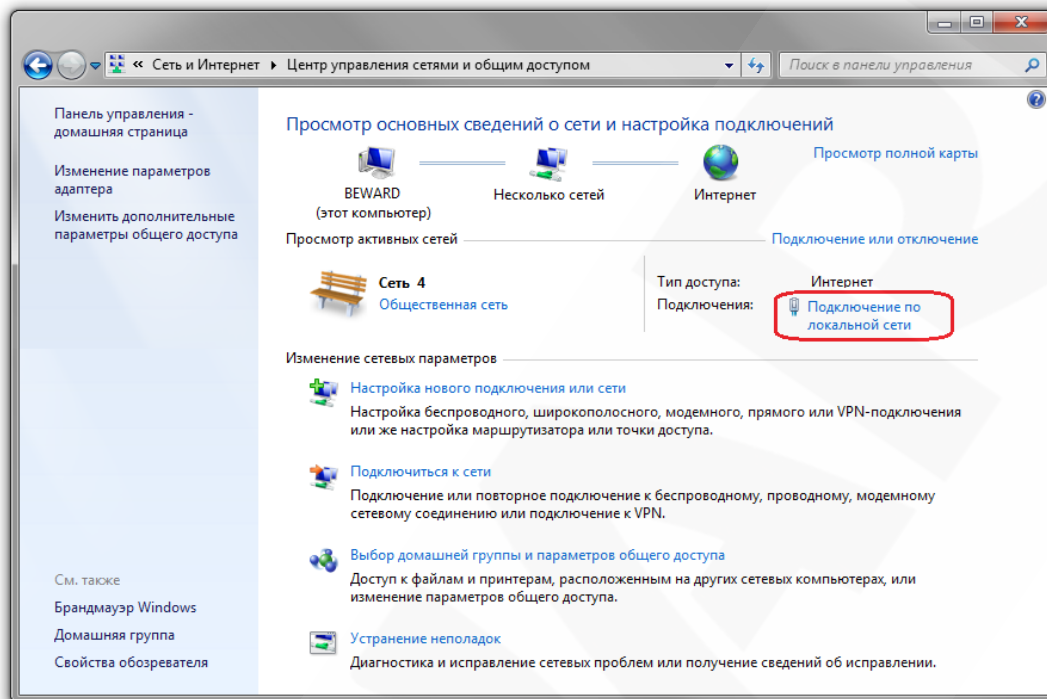 « Сеть и Интернет ▸ Центр управления сетями и общим доступом
Поиск в панели управления
Панель управления -
домашняя страница
Изменение параметров
адаптера
Изменить дополнительные
параметры общего доступа
См. также
Брандмауэр Windows
Домашняя группа
Свойства обозревателя
Просмотр основных сведений о сети и настройка подключений
Просмотр полной карты
BEWARD
(этот компьютер)
Несколько сетей
Интернет
Просмотр активных сетей
Подключение или отключение
Сеть 4
Общественная сеть
Тип доступа: Интернет
Подключения: Подключение по
локальной сети
Изменение сетевых параметров
Настройка нового подключения или сети
Настройка беспроводного, широкополосного, модемного, прямого или VPN-подключения
или же настройка маршрутизатора или точки доступа.
Подключиться к сети
Подключение или повторное подключение к беспроводному, проводному, модемному
сетевому соединению или подключение к VPN.
Выбор домашней группы и параметров общего доступа
Доступ к файлам и принтерам, расположенным на других сетевых компьютерах, или
изменение параметров общего доступа.
Устранение неполадок
Диагностика и исправление сетевых проблем или получение сведений об исправлении.